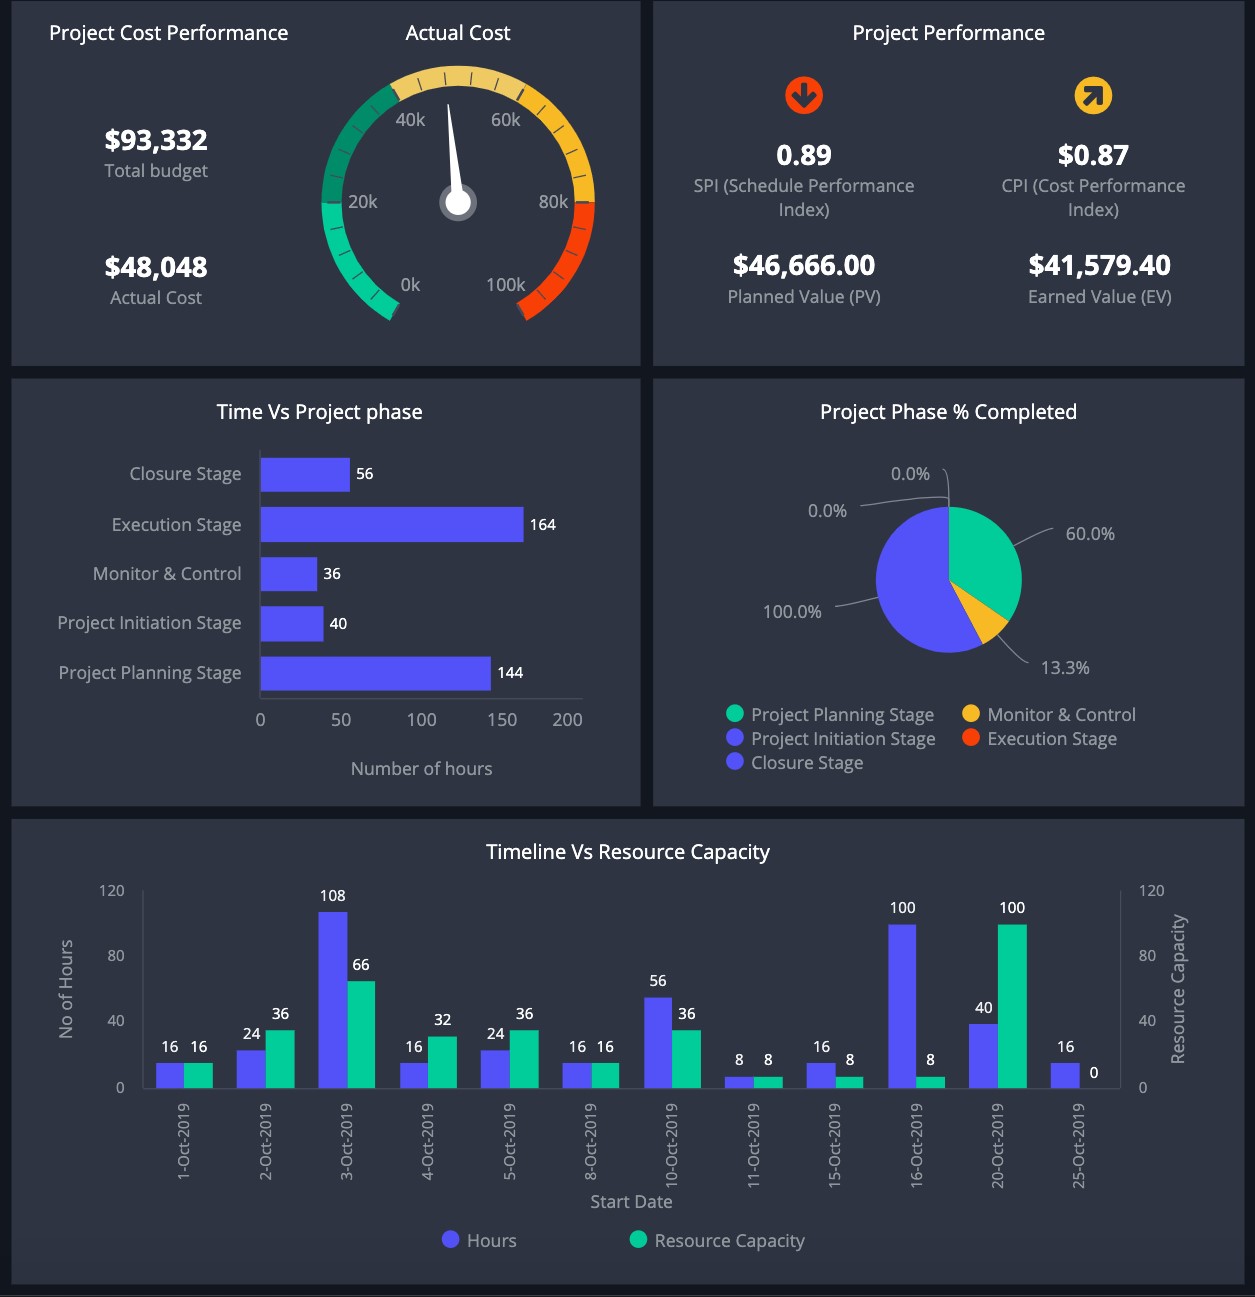 Project Cost Performance
$93,332
Total budget
$48,048
Actual Cost
Actual Cost
40k
60k
20k
80k
0k
100k
Project Performance
0.89
SPI (Schedule Performance
Index)
$0.87
CPI (Cost Performance
Index)
$46,666.00
Planned Value (PV)
$41,579.40
Earned Value (EV)
Time Vs Project phase
Closure Stage
56
Execution Stage
164
Monitor & Control
36
Project Initiation Stage
40
Project Planning Stage
144
0 50 100 150 200
Number of hours
Project Phase % Completed
0.0%
0.0%
60.0%
100.0%
13.3%
Project Planning Stage
Monitor & Control
Project Initiation Stage
Execution Stage
Closure Stage
Timeline Vs Resource Capacity
No of Hours
120
80
40
0
16 16
24 36
108 66
16 32
24 36
16 16
56 36
8 8
16 8
100 8
40 100
16 0
120
80
40
0
Resource Capacity
1-Oct-2019
2-Oct-2019
3-Oct-2019
4-Oct-2019
5-Oct-2019
8-Oct-2019
10-Oct-2019
11-Oct-2019
15-Oct-2019
16-Oct-2019
20-Oct-2019
25-Oct-2019
Start Date
Hours
Resource Capacity